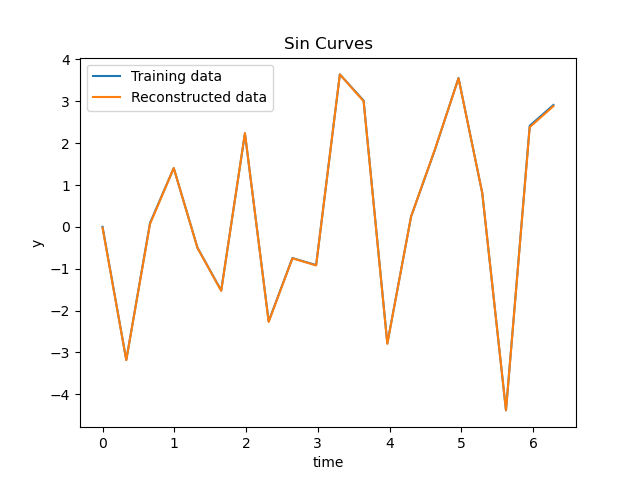 Sin Curves
Training data
Reconstructed data
4
3
2
1
0
−1
−2
−3
−4
y
0 1 2 3 4 5 6
time